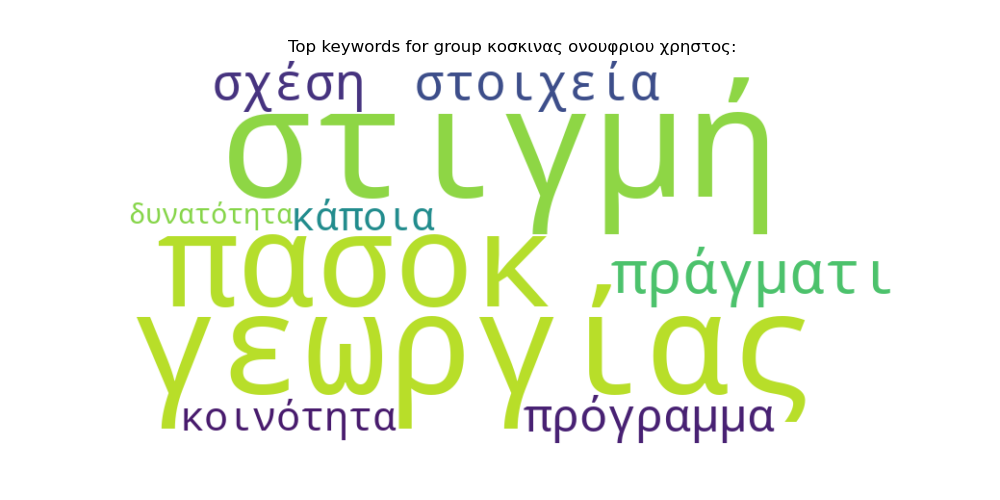 Top keywords for group κοσκινας ονουφριου χρηστος:
σχέση στοιχεία
στιγμή
δυνατότητα κάποια
πασοκ πράγματι
γεωργίας
κοινότητα πρόγραμμα